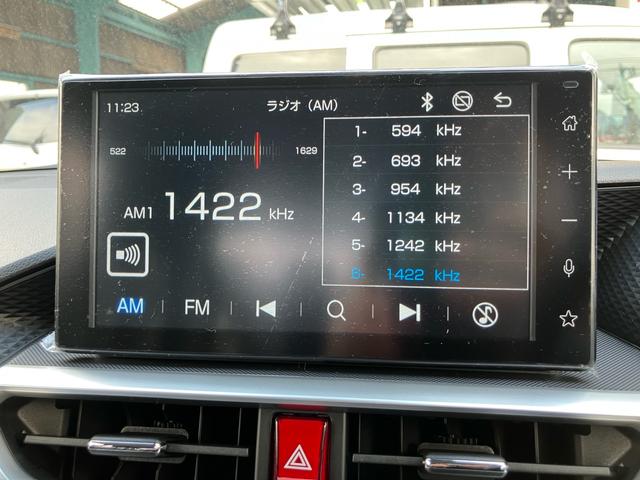 11:23
ラジオ（AM）
522
1629
AM1 1422 kHz
1- 594 kHz
2- 693 kHz
3- 954 kHz
4- 1134 kHz
5- 1242 kHz
6- 1422 kHz
AM
FM